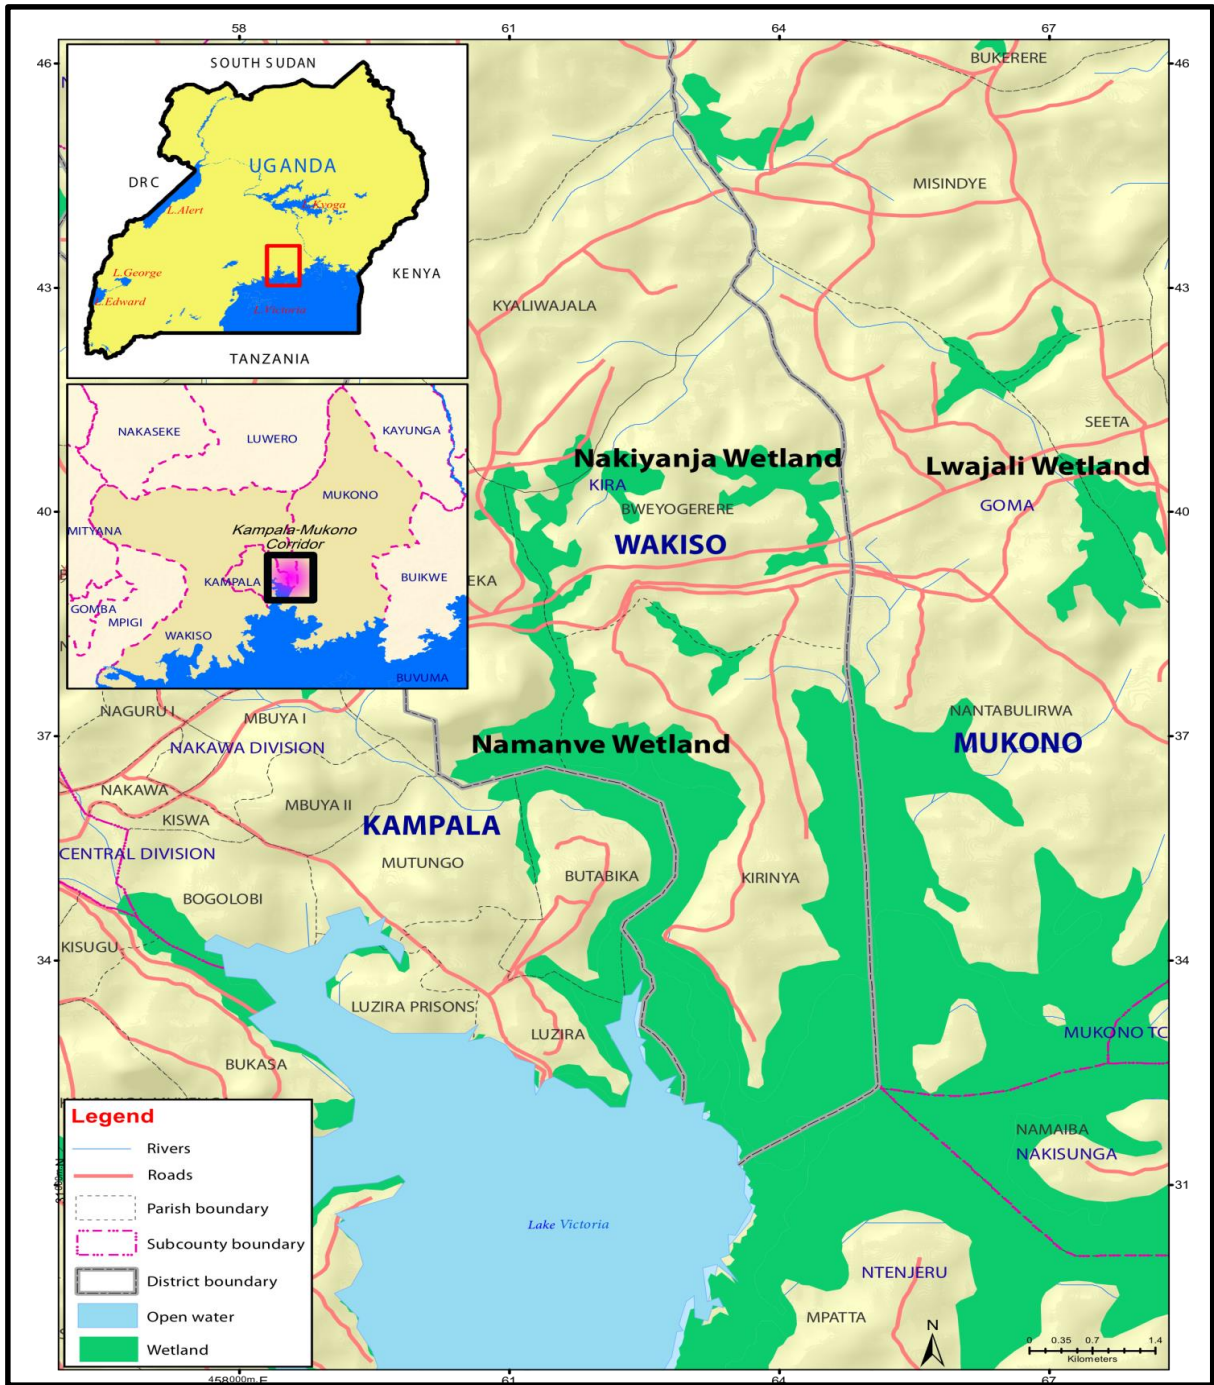 58
61
64
67
46
46
SOUTH SUDAN
UGANDA
DRC
L.Alert
L. Kyoga
L.George
L.Edward
KENYA
L.Victoria
TANZANIA
BUKERERE
MISINDYE
43
43
KYALIWAJALA
NAKASEKE
LUWERO
KAYUNGA
MUKONO
MITYANA
Kampala-Mukono
Corridor
KAMPALA
BUIKWE
GOMBA
MPIGI
WAKISO
BUVUMA
SEETA
Nakiyanja Wetland
Lwajali Wetland
KIRA
GOMA
40
40
BWEYOGERERE
WAKISO
EKA
NAGURU I
MBUYA I
NANTABULIRWA
37
37
NAKAWA DIVISION
Namanve Wetland
MUKONO
NAKAWA
MBUYA II
KISWA
KAMPALA
CENTRAL DIVISION
MUTUNGO
BUTABIKA
KIRINYA
BOGOLOBI
KISUGU
34
34
LUZIRA PRISONS
LUZIRA
MUKONO TC
BUKASA
NAMAIBA
NAKISUNGA
31
31
Legend
Rivers
Roads
Parish boundary
Subcounty boundary
District boundary
Open water
Wetland
Lake Victoria
NTENJERU
MPATTA
N
0 0.35 0.7 1.4
Kilometers
458000m.E
61
64
67